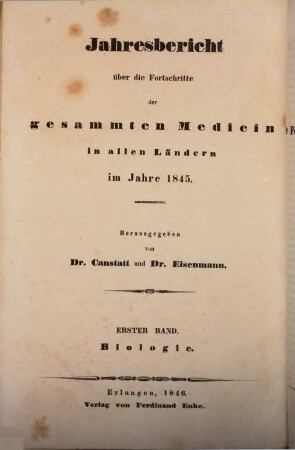 Jahresbericht
über die Fortschritte
der
gesammten Medicin
in allen Ländern
im Jahre 1845.
Herausgegeben
von
Dr. Canstatt und Dr. Eisenmann.
ERSTER BAND.
Biologie.
Erlangen, 1846.
Verlag von Ferdinand Enke.